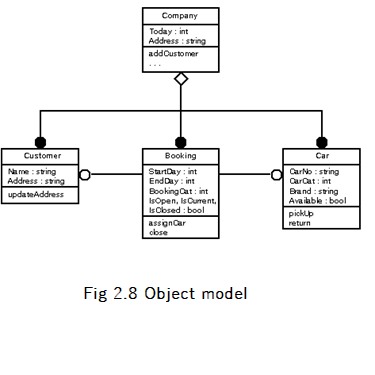 Company
Today : int
Address : string
addCustomer
. . .
Customer
Name : string
Address : string
updateAddress
Booking
StartDay : int
EndDay : int
BookingCat : int
IsOpen, IsCurrent,
IsClosed : bool
assignCar
close
Car
CarNo : string
CarCat : int
Brand : string
Available : bool
pickUp
return
Fig 2.8 Object model